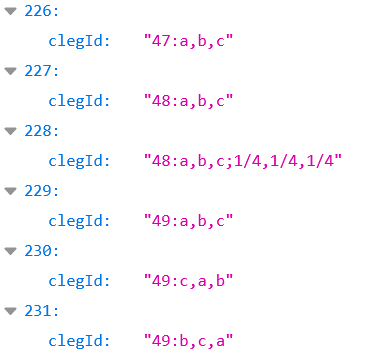 226:
clegId: "47:a,b,c"
227:
clegId: "48:a,b,c"
228:
clegId: "48:a,b,c;1/4,1/4,1/4"
229:
clegId: "49:a,b,c"
230:
clegId: "49:c,a,b"
231:
clegId: "49:b,c,a"